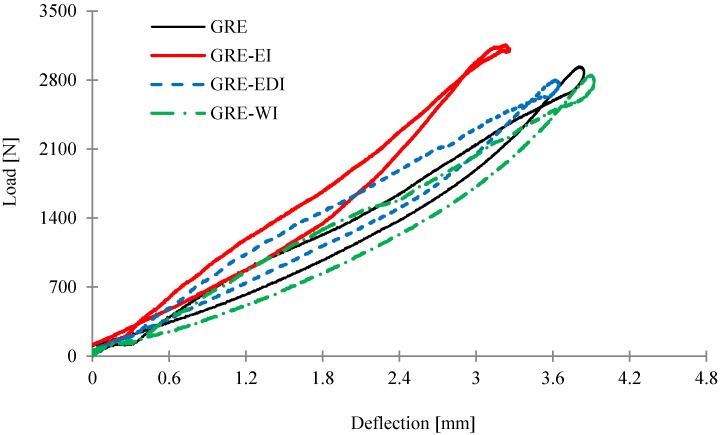 3500
2800
2100
1400
700
0
Load [N]
GRE
GRE-EI
GRE-EDI
GRE-WI
0 0.6 1.2 1.8 2.4 3 3.6 4.2 4.8
Deflection [mm]